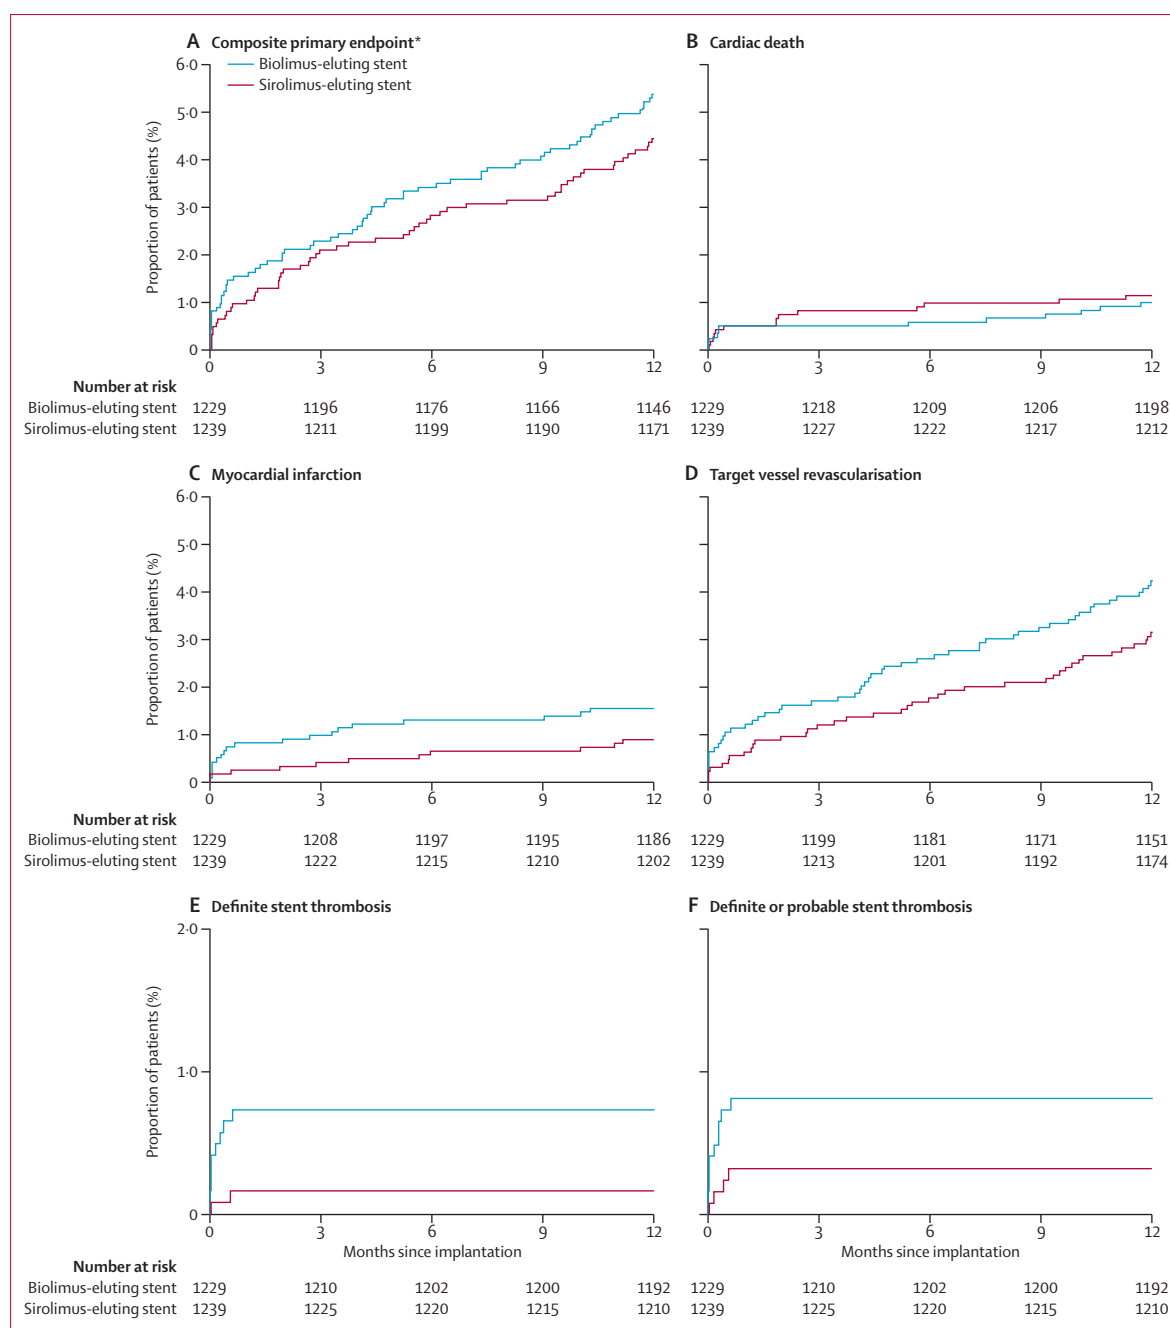 A Composite primary endpoint*
Biolimus-eluting stent
Sirolimus-eluting stent
B Cardiac death
Proportion of patients (%)
6·0
5·0
4·0
3·0
2·0
1·0
0
0 3 6 9 12
0 3 6 9 12
Number at risk
Biolimus-eluting stent 1229 1196 1176 1166 1146 1229 1218 1209 1206 1198
Sirolimus-eluting stent 1239 1211 1199 1190 1171 1239 1227 1222 1217 1212
C Myocardial infarction
D Target vessel revascularisation
Proportion of patients (%)
6·0
5·0
4·0
3·0
2·0
1·0
0
0 3 6 9 12
0 3 6 9 12
Number at risk
Biolimus-eluting stent 1229 1208 1197 1195 1186 1229 1199 1181 1171 1151
Sirolimus-eluting stent 1239 1222 1215 1210 1202 1239 1213 1201 1192 1174
E Definite stent thrombosis
F Definite or probable stent thrombosis
Proportion of patients (%)
2·0
1·0
0
0 3 6 9 12
0 3 6 9 12
Months since implantation
Months since implantation
Number at risk
Biolimus-eluting stent 1229 1210 1202 1200 1192 1229 1210 1202 1200 1192
Sirolimus-eluting stent 1239 1225 1220 1215 1210 1239 1225 1220 1215 1210